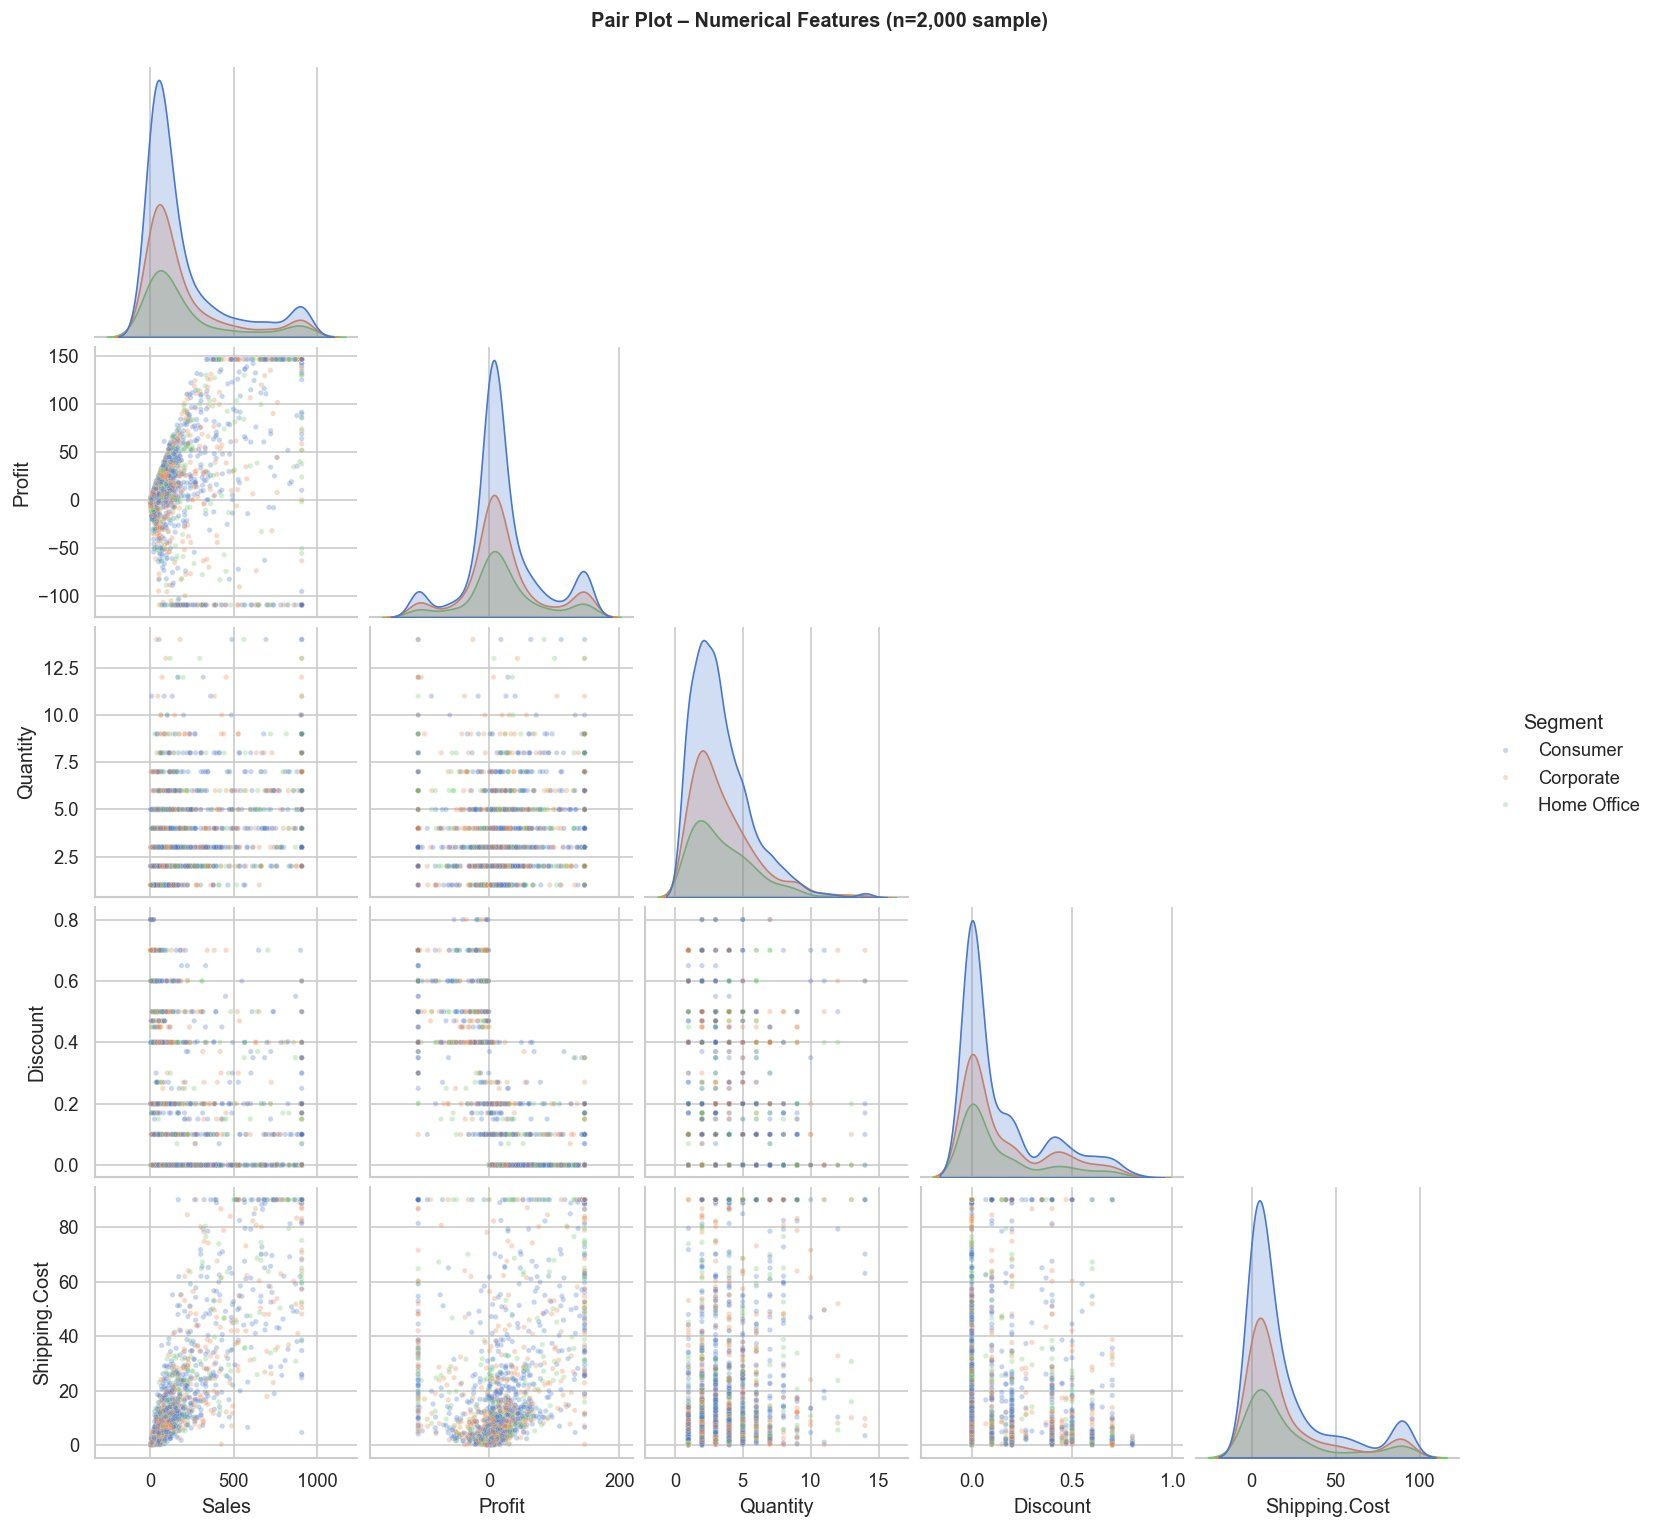 Pair Plot – Numerical Features (n=2,000 sample)
150
100
50
0
−50
−100
Profit
12.5
10.0
7.5
5.0
2.5
Quantity
Segment
Consumer
Corporate
Home Office
0.8
0.6
0.4
0.2
0.0
Discount
80
60
40
20
0
Shipping.Cost
0 500 1000
0 200
0 5 10 15
0.0 0.5 1.0
0 50 100
Sales
Profit
Quantity
Discount
Shipping.Cost